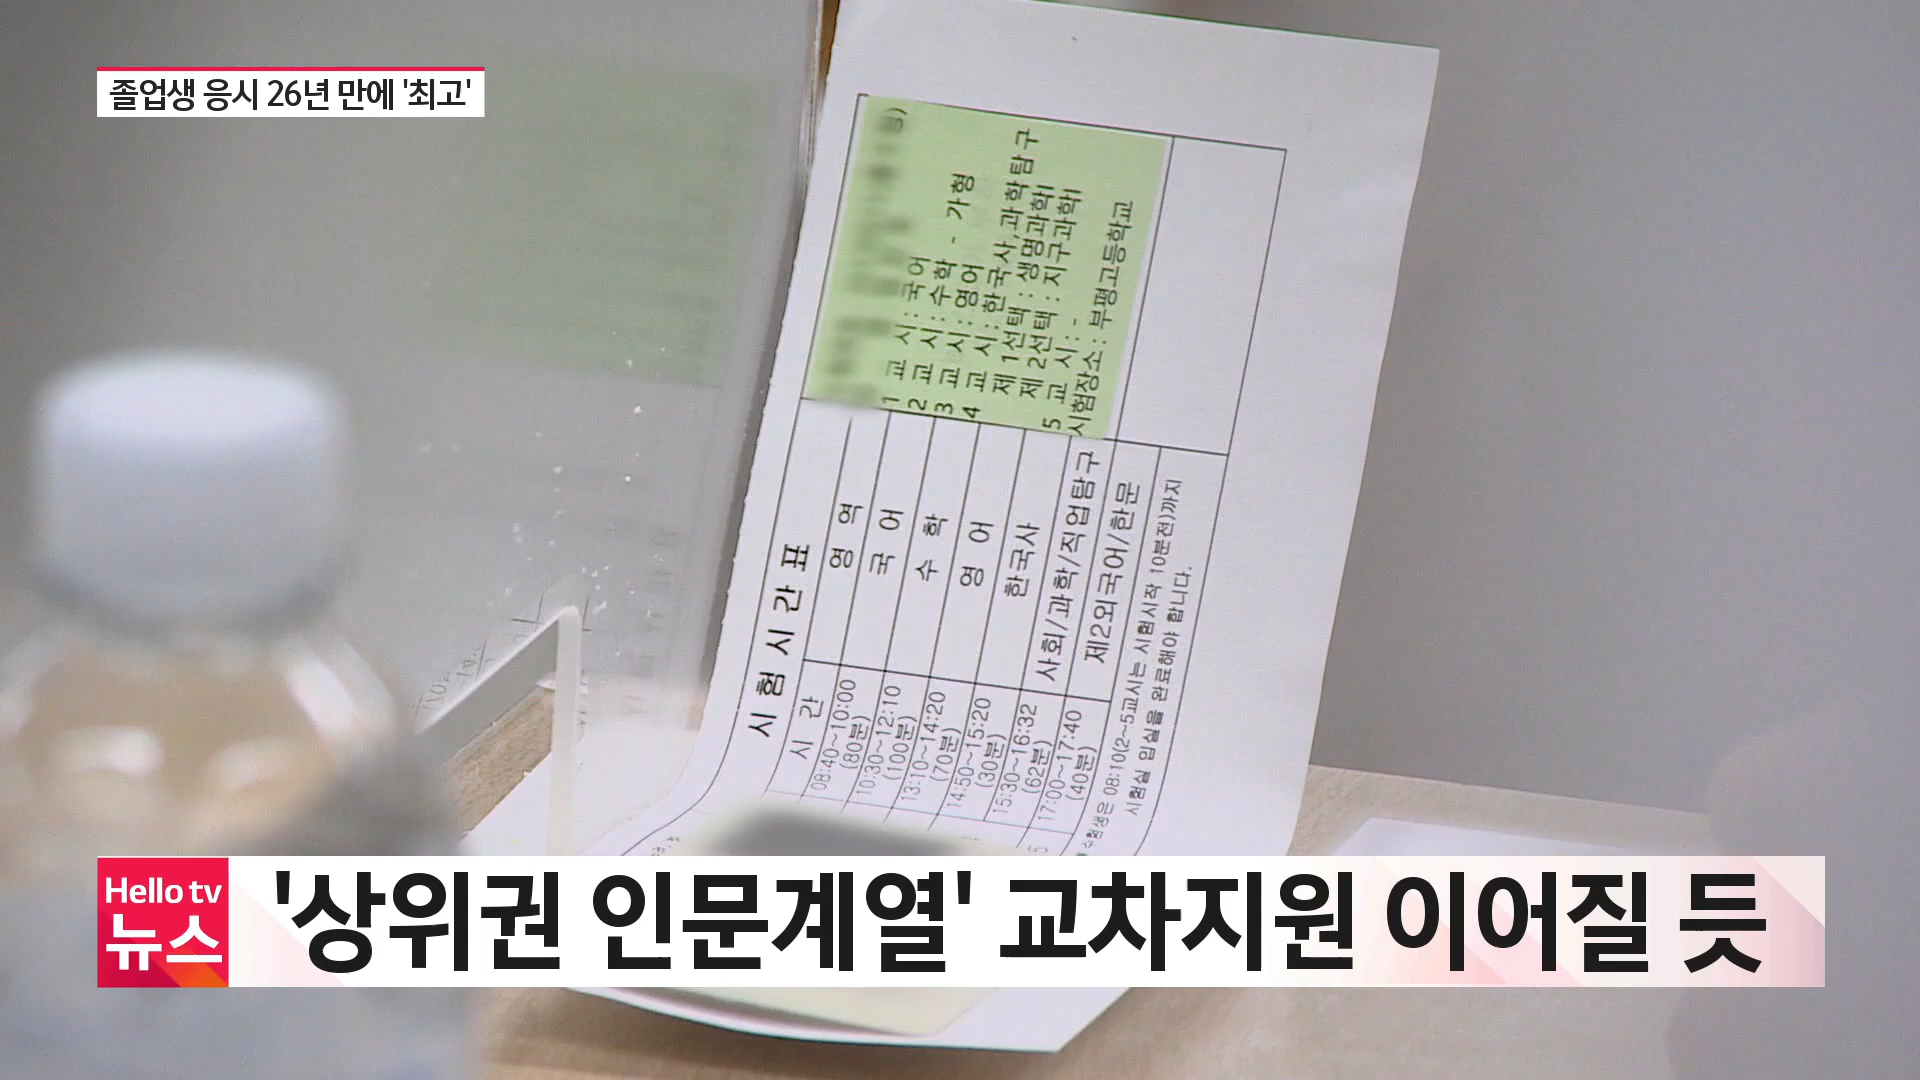 졸업생 응시 26년 만에 '최고'
1 교 시 : 국어
2 교 시 : 수학 - 가형
3 교 시 : 영어
4 교 시 : 한국사,과학탐구
제 1선택 : 생명과학Ⅰ
제 2선택 : 지구과학Ⅰ
5 교 시 : -
시험장소 : 부평고등학교
시 험 시 간 표
시 간 영 역
08:40~10:00 (80분) 국 어
10:30~12:10 (100분) 수 학
13:10~14:20 (70분) 영 어
14:50~15:20 (30분) 한국사
15:30~16:32 (62분) 사회/과학/직업탐구
17:00~17:40 (40분) 제2외국어/한문
수험생은 08:10(2~5교시는 시험시작 10분전)까지
시험실 입실을 완료해야 합니다.
Hello tv
뉴스
'상위권 인문계열' 교차지원 이어질 듯